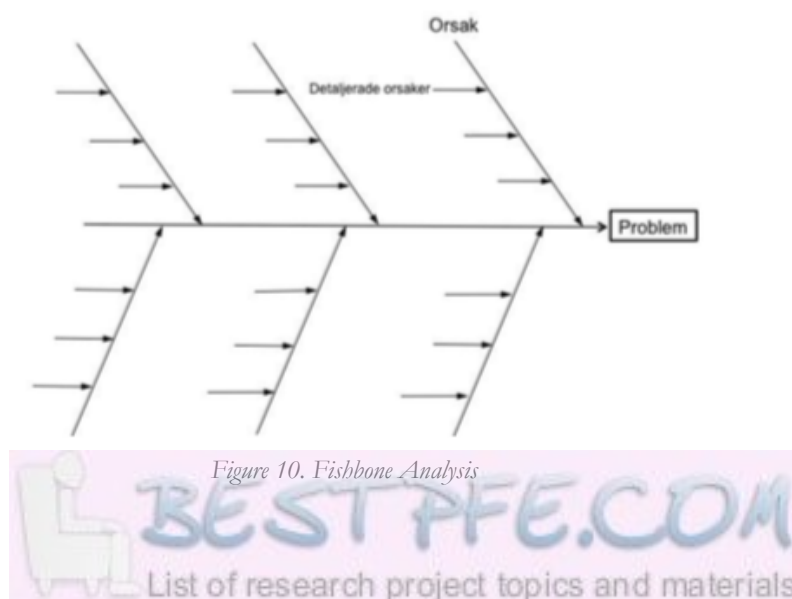 Orsak
Detaljerade orsaker
Problem
Figure 10. Fishbone Analysis
BESTPFE.COM
List of research project topics and materials